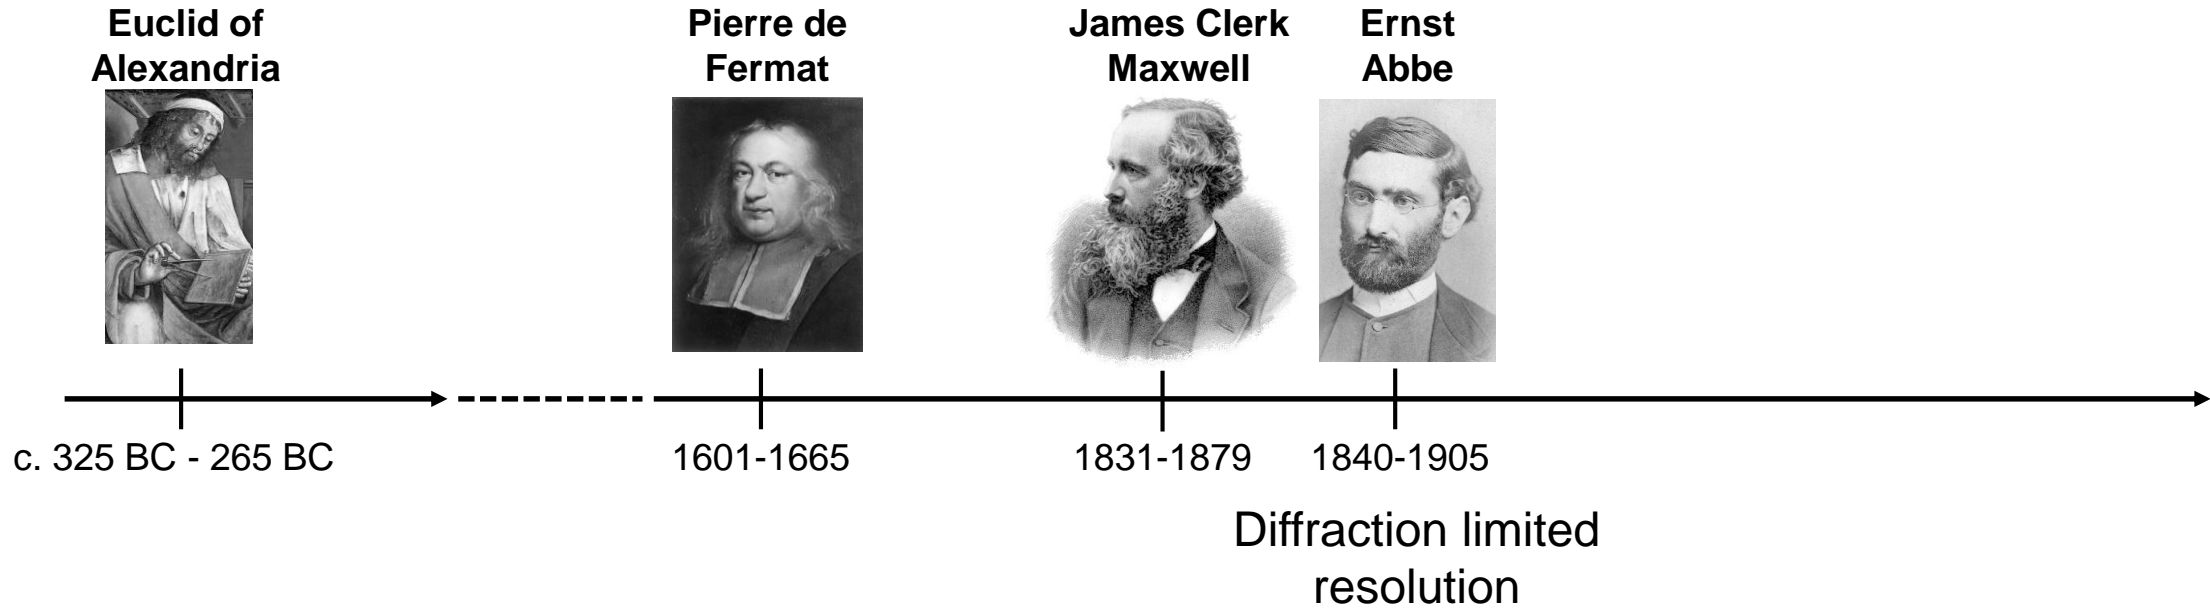 Euclid of
Alexandria
Pierre de
Fermat
James Clerk
Maxwell
Ernst
Abbe
c. 325 BC - 265 BC
1601-1665
1831-1879
1840-1905
Diffraction limited
resolution